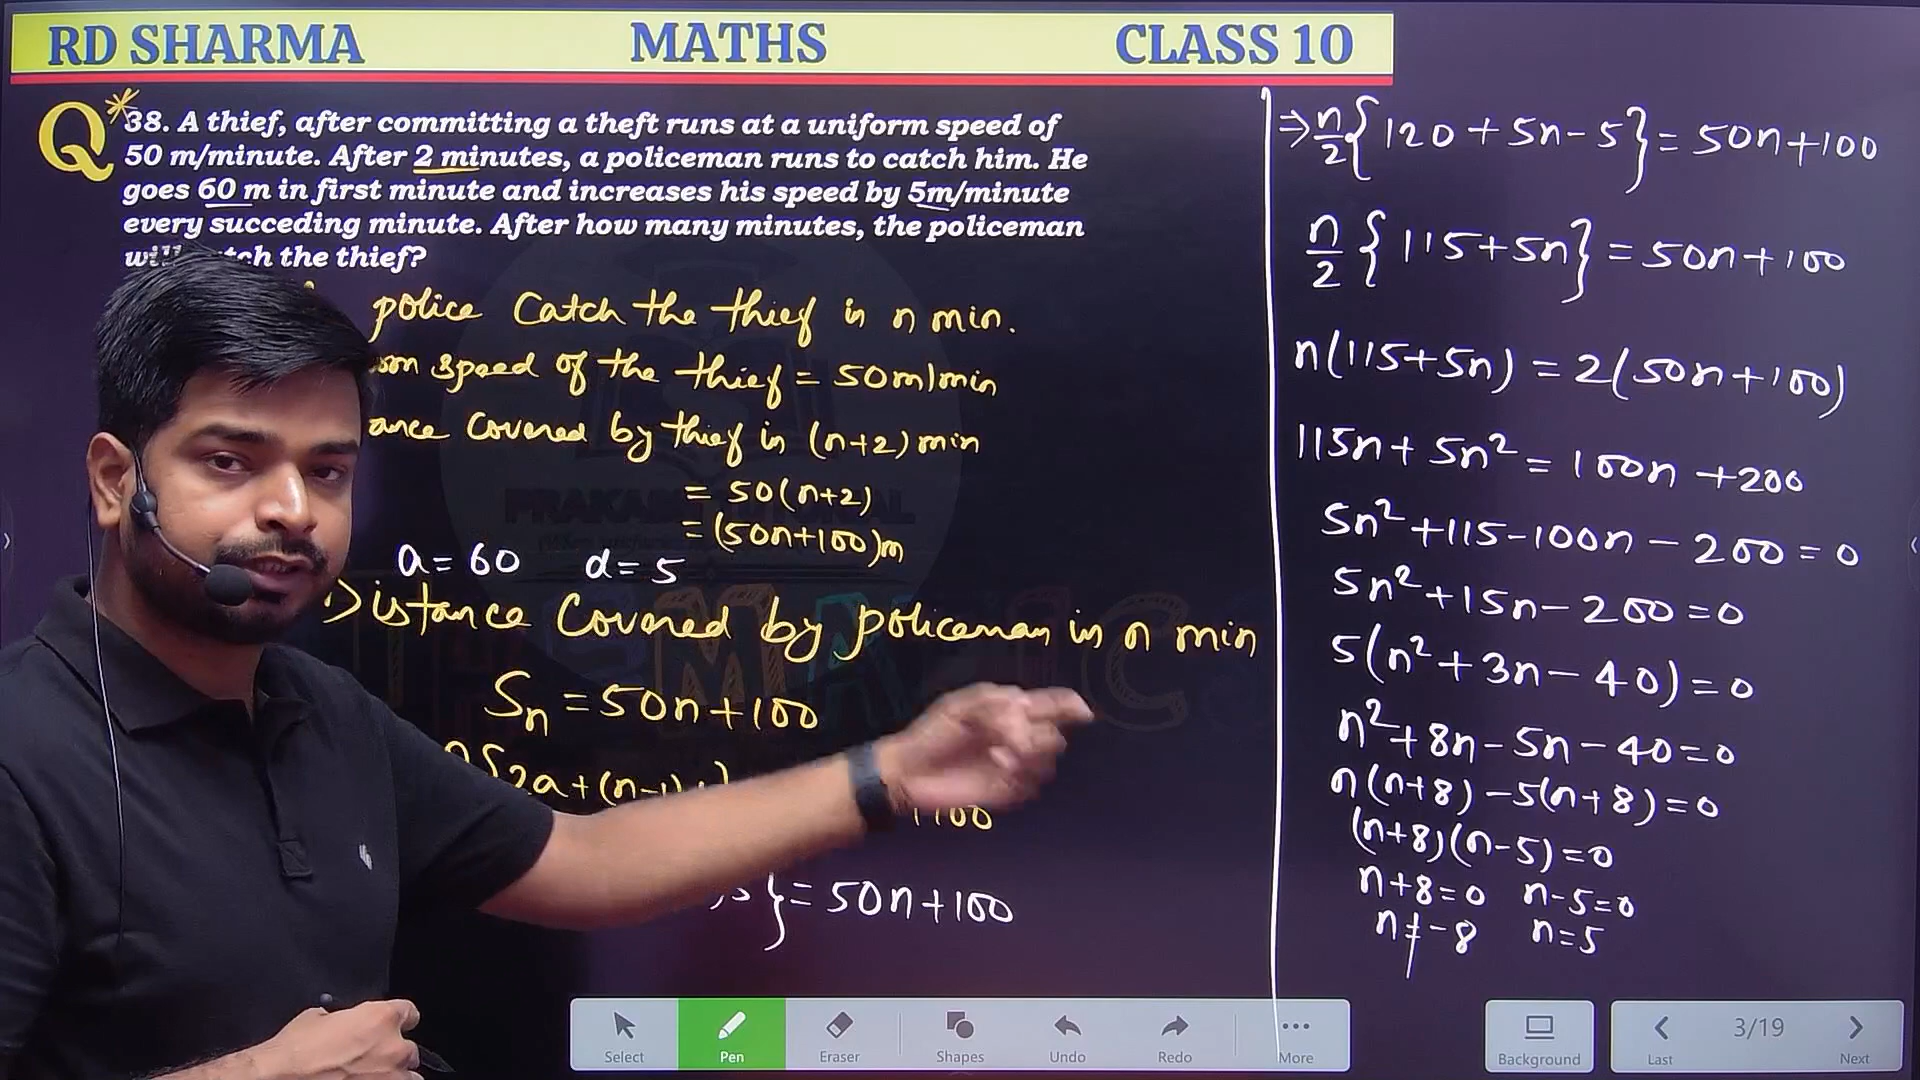 RD SHARMA MATHS CLASS 10
Q*
38. A thief, after committing a theft runs at a uniform speed of
50 m/minute. After 2 minutes, a policeman runs to catch him. He
goes 60 m in first minute and increases his speed by 5m/minute
every succeding minute. After how many minutes, the policeman
the thief?
police Catch the thief in n min.
speed of the thief = 50m/min
Covered by thief in (n+2) min
= 50(n+2)
= (50n+100)m
a=60 d=5
Distance Covered by policeman in n min
Sₙ = 50n+100
2a+(n-1)
100
}=50n+100
⇒ n/2{120+5n-5}=50n+100
n/2{115+5n}=50n+100
n(115+5n)=2(50n+100)
115n+5n²=100n+200
5n²+115-100n-200=0
5n²+15n-200=0
5(n²+3n-40)=0
n²+8n-5n-40=0
n(n+8)-5(n+8)=0
(n+8)(n-5)=0
n+8=0 n-5=0
n≠-8 n=5
Select Pen Eraser Shapes Undo Redo More
Background
Last 3/19 Next